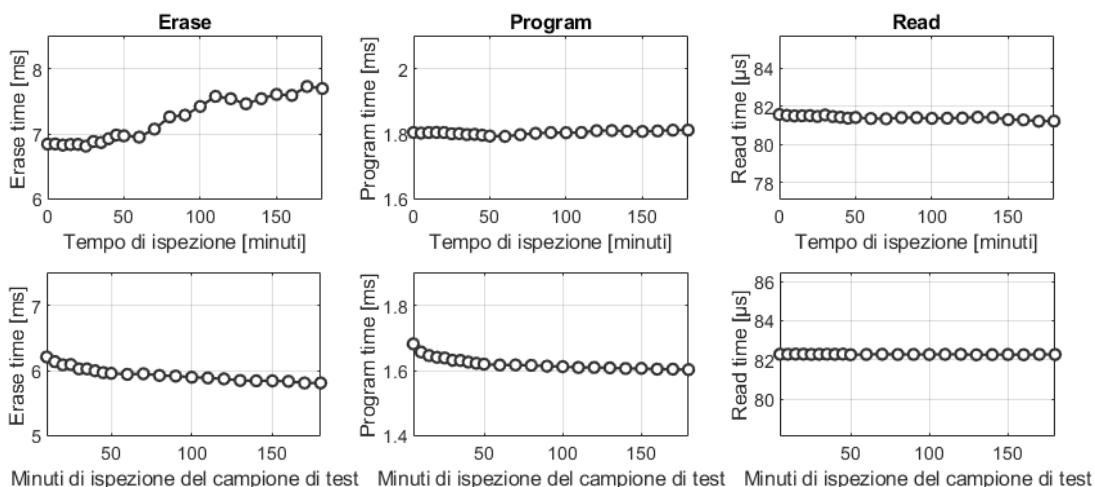 Erase
Program
Read
Erase time [ms]
8
7
6
0
50
100
150
Tempo di ispezione [minuti]
Program time [ms]
2
1.8
1.6
0
50
100
150
Tempo di ispezione [minuti]
Read time [µs]
84
82
80
78
0
50
100
150
Tempo di ispezione [minuti]
Erase time [ms]
7
6
5
50
100
150
Minuti di ispezione del campione di test
Program time [ms]
1.8
1.6
1.4
50
100
150
Minuti di ispezione del campione di test
Read time [µs]
86
84
82
80
50
100
150
Minuti di ispezione del campione di test